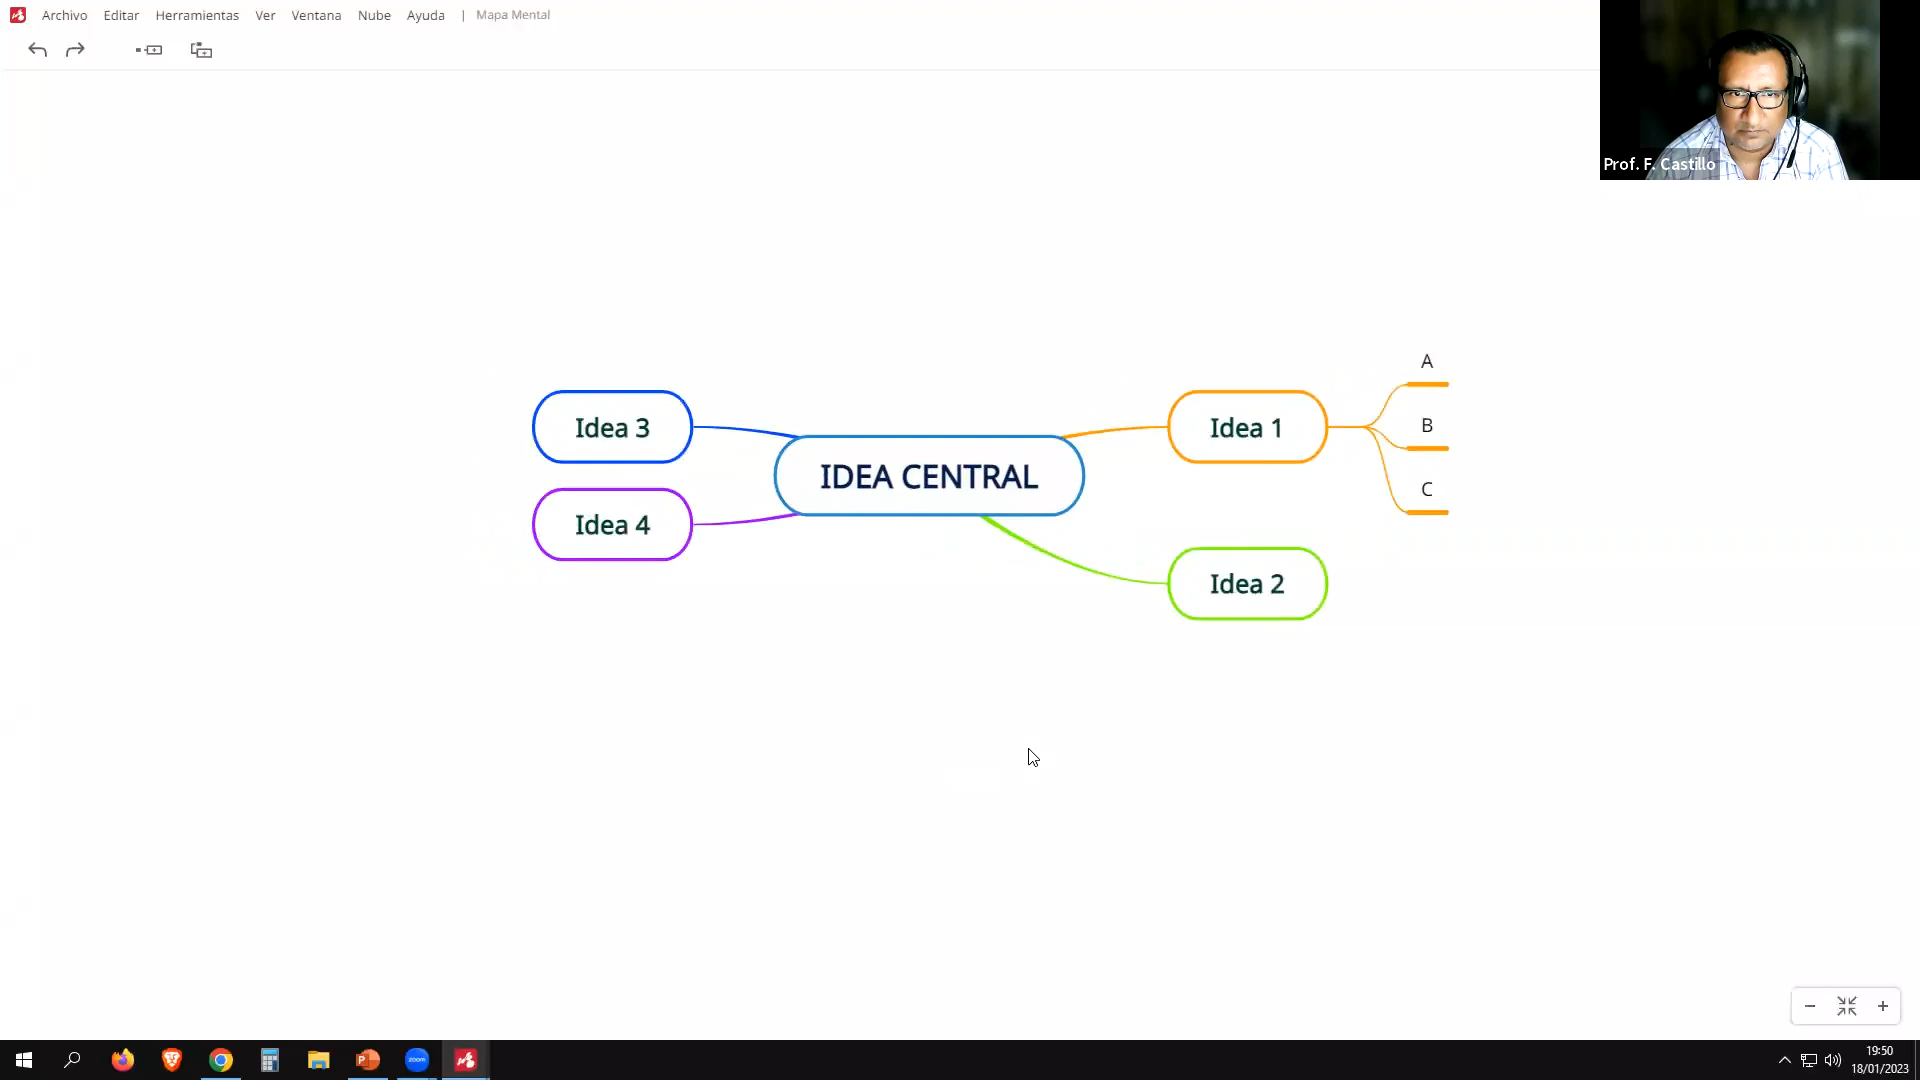 Archivo Editar Herramientas Ver Ventana Nube Ayuda | Mapa Mental
Prof. F. Castillo
A
Idea 3
Idea 1
B
IDEA CENTRAL
C
Idea 4
Idea 2
zoom
19:50
18/01/2023